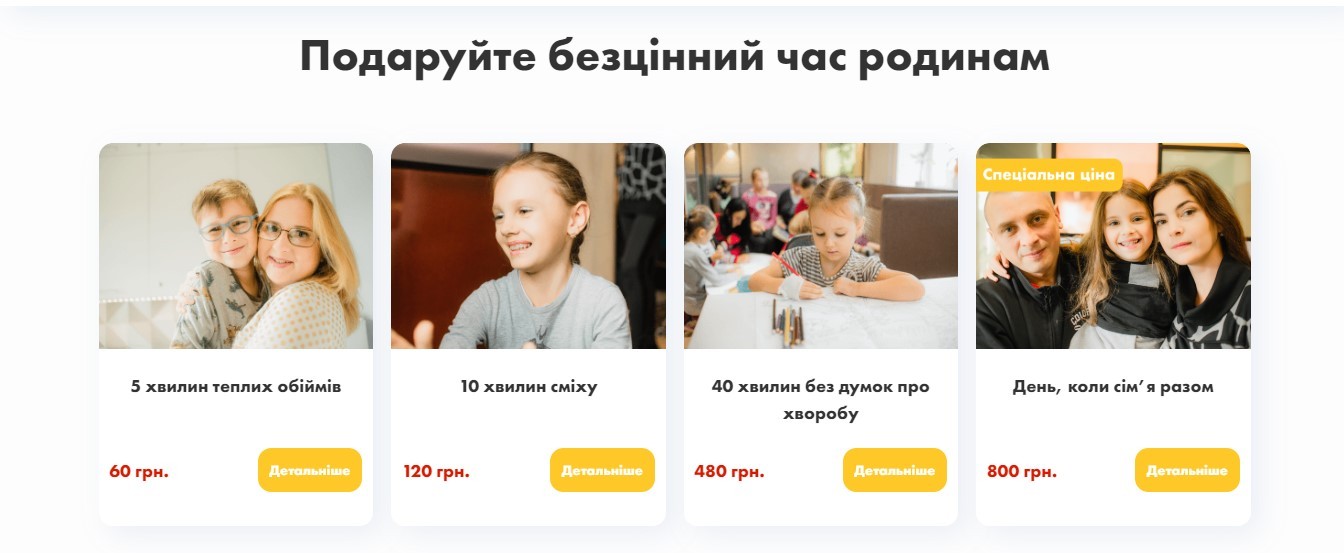 Подаруйте безцінний час родинам
Спеціальна ціна
5 хвилин теплих обіймів
10 хвилин сміху
40 хвилин без думок про
хворобу
День, коли сім’я разом
60 грн.
Детальніше
120 грн.
Детальніше
480 грн.
Детальніше
800 грн.
Детальніше